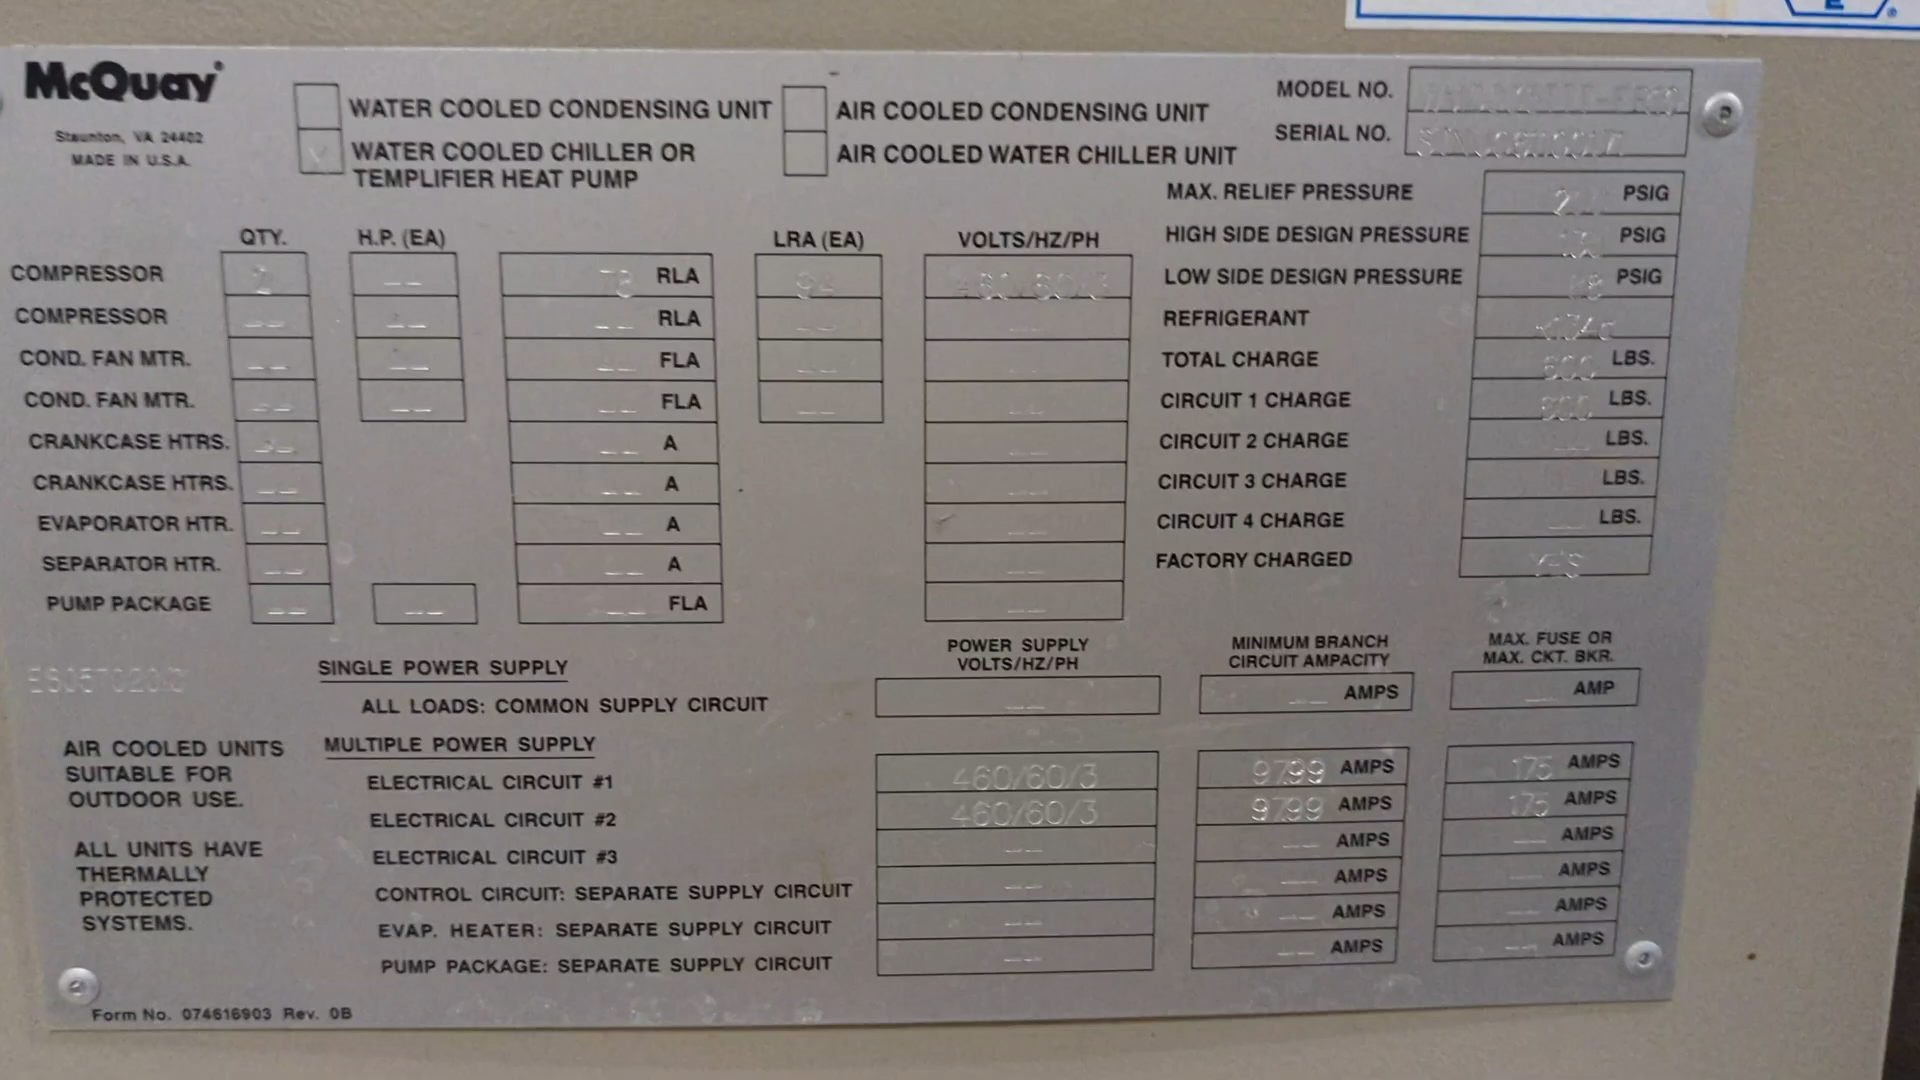 McQuay®
Staunton, VA 24402
MADE IN U.S.A.
WATER COOLED CONDENSING UNIT
WATER COOLED CHILLER OR
TEMPLIFIER HEAT PUMP
AIR COOLED CONDENSING UNIT
AIR COOLED WATER CHILLER UNIT
MODEL NO.
SERIAL NO.
MAX. RELIEF PRESSURE PSIG
HIGH SIDE DESIGN PRESSURE PSIG
LOW SIDE DESIGN PRESSURE PSIG
REFRIGERANT
TOTAL CHARGE LBS.
CIRCUIT 1 CHARGE LBS.
CIRCUIT 2 CHARGE LBS.
CIRCUIT 3 CHARGE LBS.
CIRCUIT 4 CHARGE LBS.
FACTORY CHARGED
QTY. H.P. (EA) LRA (EA) VOLTS/HZ/PH
COMPRESSOR 2 -- 78 RLA 94 460/60/3
COMPRESSOR -- -- -- RLA -- --
COND. FAN MTR. -- -- -- FLA -- --
COND. FAN MTR. -- -- -- FLA -- --
CRANKCASE HTRS. -- -- A --
CRANKCASE HTRS. -- -- A --
EVAPORATOR HTR. -- -- A --
SEPARATOR HTR. -- -- A --
PUMP PACKAGE -- -- -- FLA --
POWER SUPPLY
VOLTS/HZ/PH
MINIMUM BRANCH
CIRCUIT AMPACITY
MAX. FUSE OR
MAX. CKT. BKR.
SINGLE POWER SUPPLY
ALL LOADS: COMMON SUPPLY CIRCUIT -- -- AMPS -- AMP
MULTIPLE POWER SUPPLY
ELECTRICAL CIRCUIT #1 460/60/3 97.99 AMPS 175 AMPS
ELECTRICAL CIRCUIT #2 460/60/3 97.99 AMPS 175 AMPS
ELECTRICAL CIRCUIT #3 -- -- AMPS -- AMPS
CONTROL CIRCUIT: SEPARATE SUPPLY CIRCUIT -- -- AMPS -- AMPS
EVAP. HEATER: SEPARATE SUPPLY CIRCUIT -- -- AMPS -- AMPS
PUMP PACKAGE: SEPARATE SUPPLY CIRCUIT -- -- AMPS -- AMPS
AIR COOLED UNITS
SUITABLE FOR
OUTDOOR USE.
ALL UNITS HAVE
THERMALLY
PROTECTED
SYSTEMS.
Form No. 074616903 Rev. 0B